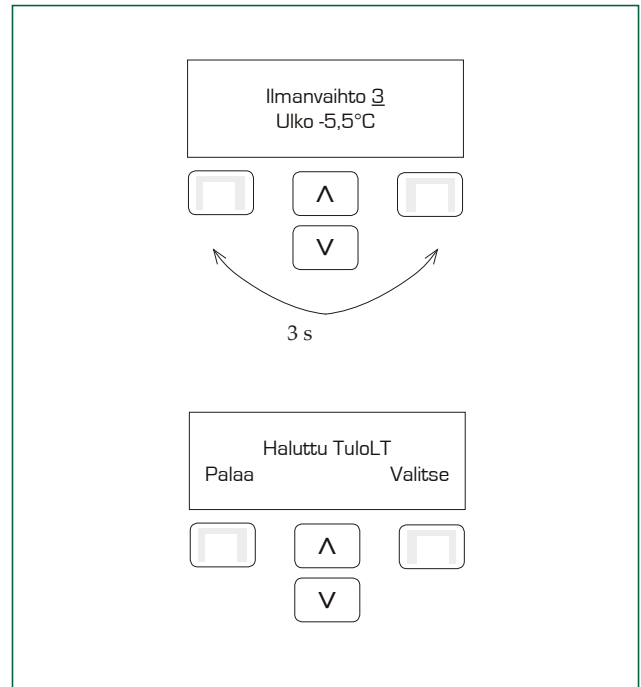 Ilmanvaihto 3
Ulko -5,5°C
Λ
V
3 s
Haluttu TuloLT
Palaa Valitse
Λ
V